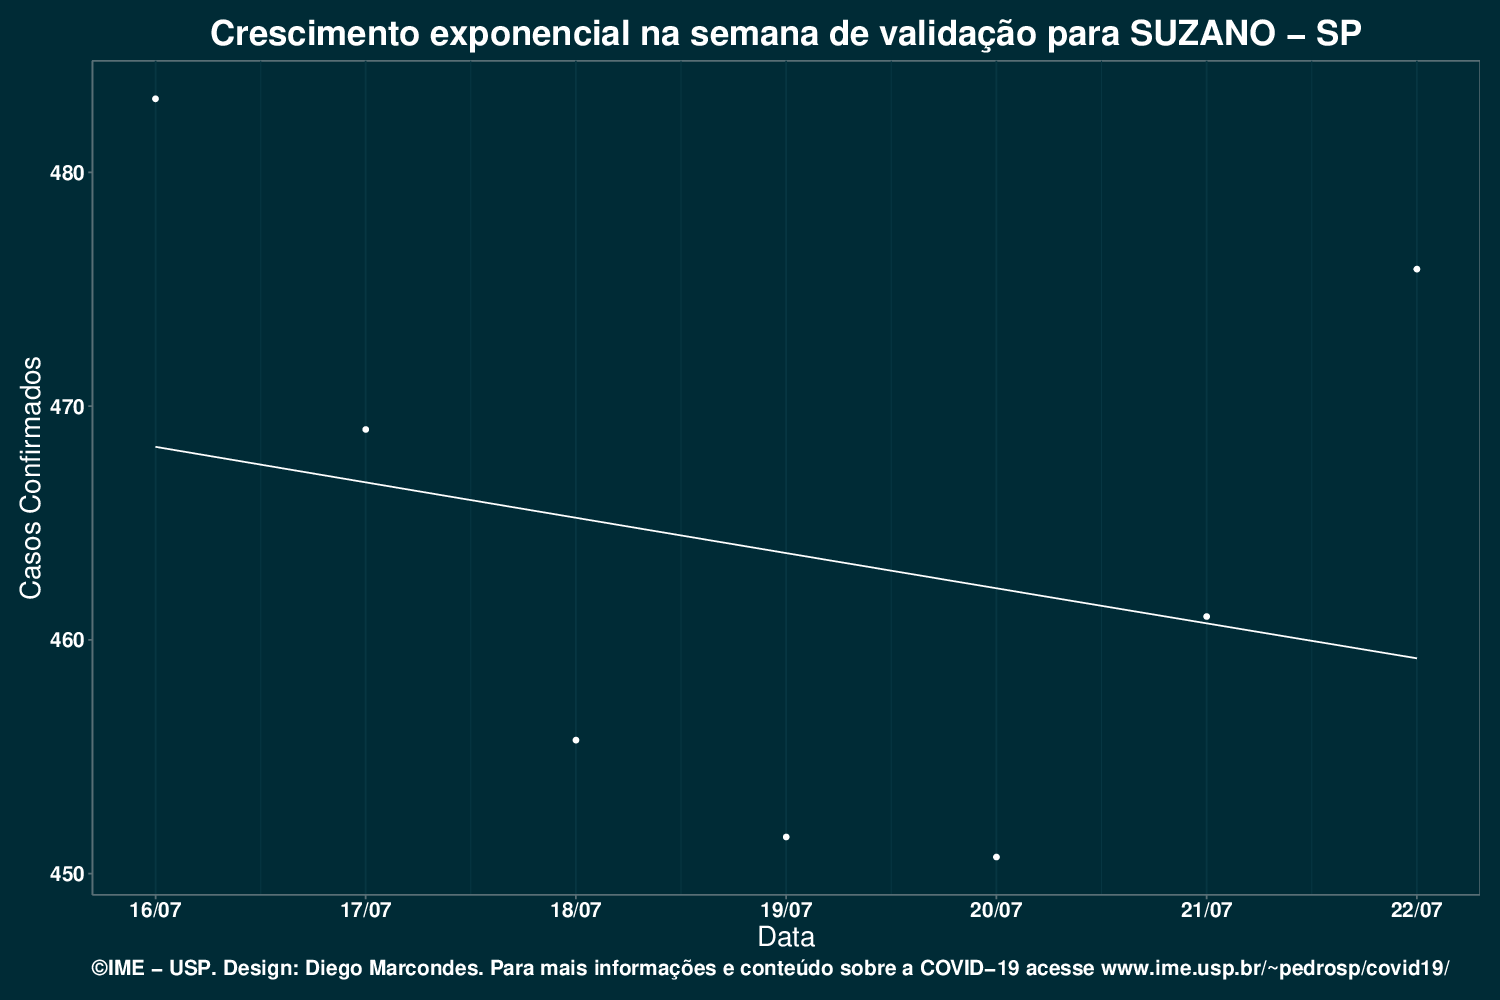 Crescimento exponencial na semana de validação para SUZANO – SP
Casos Confirmados
480
470
460
450
16/07 17/07 18/07 19/07 20/07 21/07 22/07
Data
©IME – USP. Design: Diego Marcondes. Para mais informações e conteúdo sobre a COVID–19 acesse www.ime.usp.br/~pedrosp/covid19/